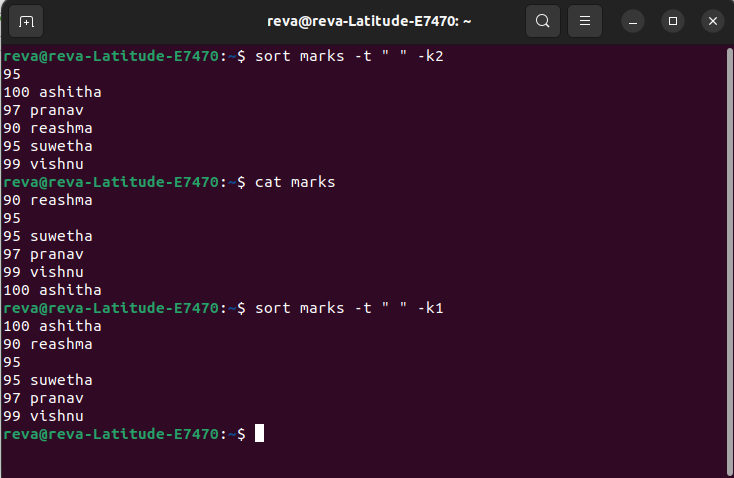 reva@reva-Latitude-E7470: ~
reva@reva-Latitude-E7470:~$ sort marks -t " " -k2
95
100 ashitha
97 pranav
90 reashma
95 suwetha
99 vishnu
reva@reva-Latitude-E7470:~$ cat marks
90 reashma
95
95 suwetha
97 pranav
99 vishnu
100 ashitha
reva@reva-Latitude-E7470:~$ sort marks -t " " -k1
100 ashitha
90 reashma
95
95 suwetha
97 pranav
99 vishnu
reva@reva-Latitude-E7470:~$